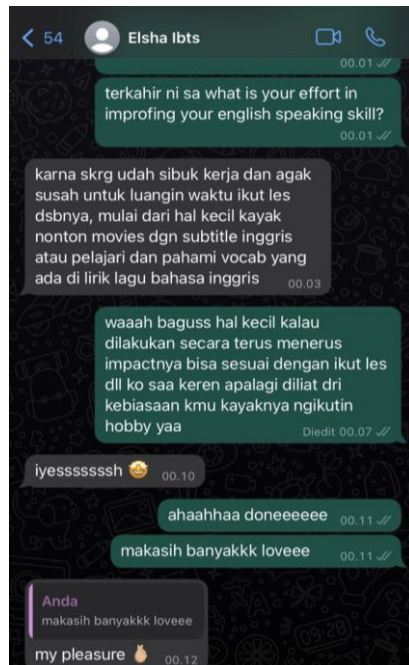 54
Elsha Ibts
00.01
terkahir ni sa what is your effort in
improfing your english speaking skill?
00.01
karna skrg udah sibuk kerja dan agak
susah untuk luangin waktu ikut les
dsbnya, mulai dari hal kecil kayak
nonton movies dgn subtitle inggris
atau pelajari dan pahami vocab yang
ada di lirik lagu bahasa inggris
00.03
waaah baguss hal kecil kalau
dilakukan secara terus menerus
impactnya bisa sesuai dengan ikut les
dll ko saa keren apalagi diliat dri
kebiasaan kmu kayaknya ngikutin
hobby yaa
Diedit 00.07
iyesssssssh 🤩 00.10
ahaahhaa doneeeeee 00.11
makasih banyakkk loveee 00.11
Anda
makasih banyakkk loveee
my pleasure 🫰🏼 00.12